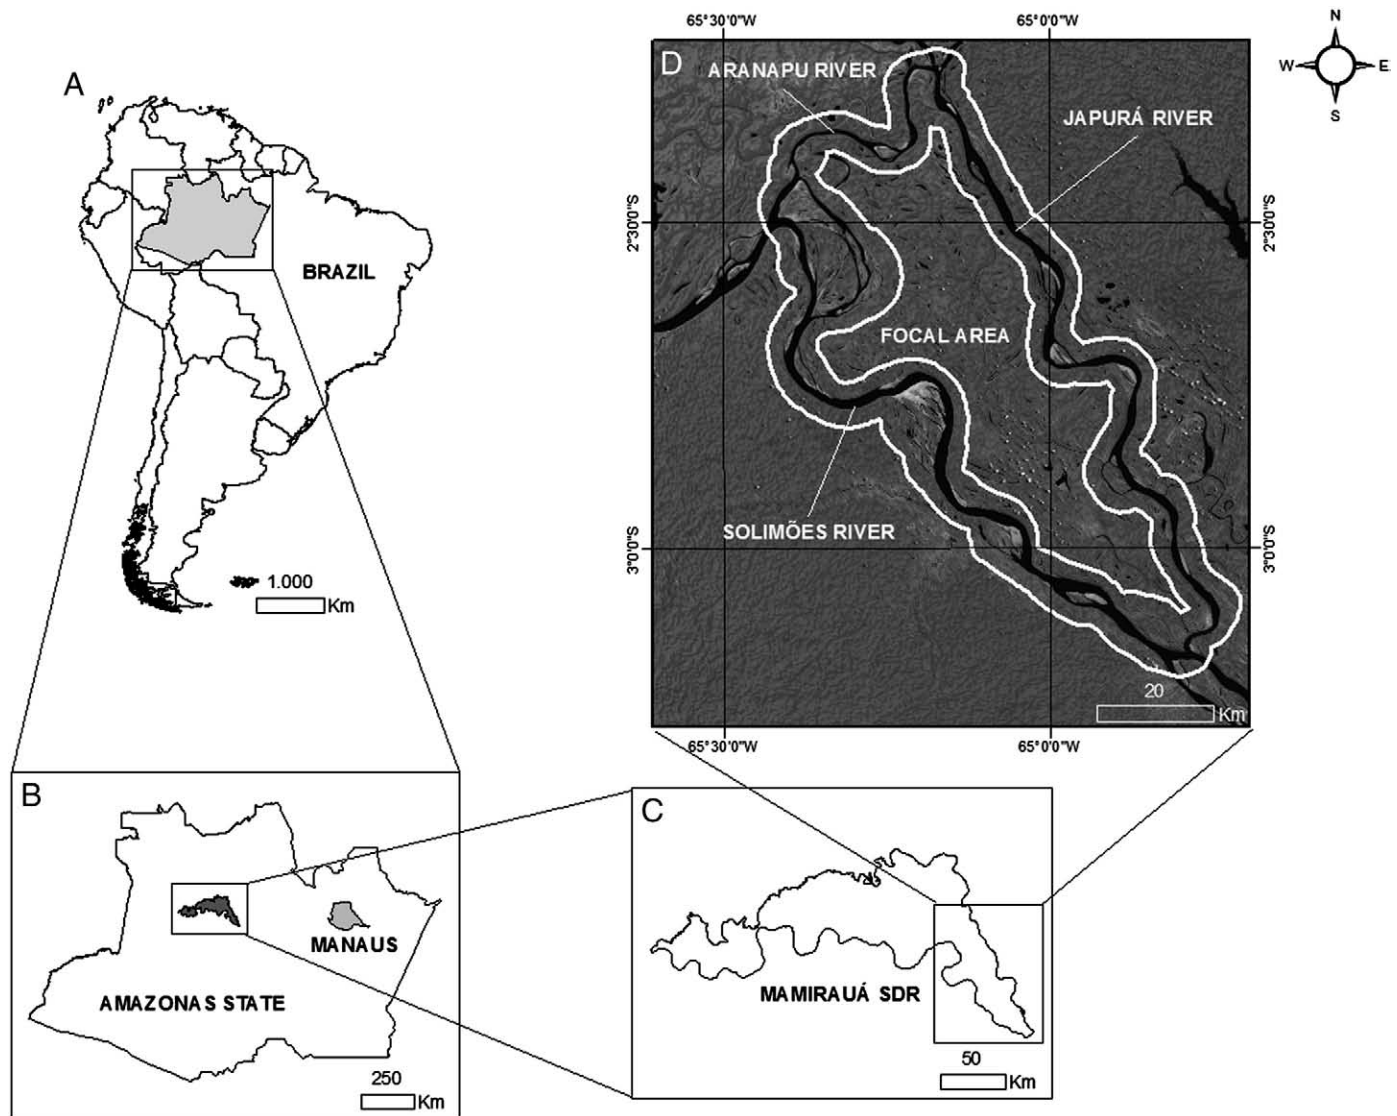 A
BRAZIL
1.000
Km
65°30'0"W
65°0'0"W
N
W
E
S
D
ARANAPU RIVER
JAPURÁ RIVER
2°30'0"S
2°30'0"S
FOCAL AREA
SOLIMÕES RIVER
3°0'0"S
3°0'0"S
20
Km
65°30'0"W
65°0'0"W
B
MANAUS
AMAZONAS STATE
250
Km
C
MAMIRAUÁ SDR
50
Km